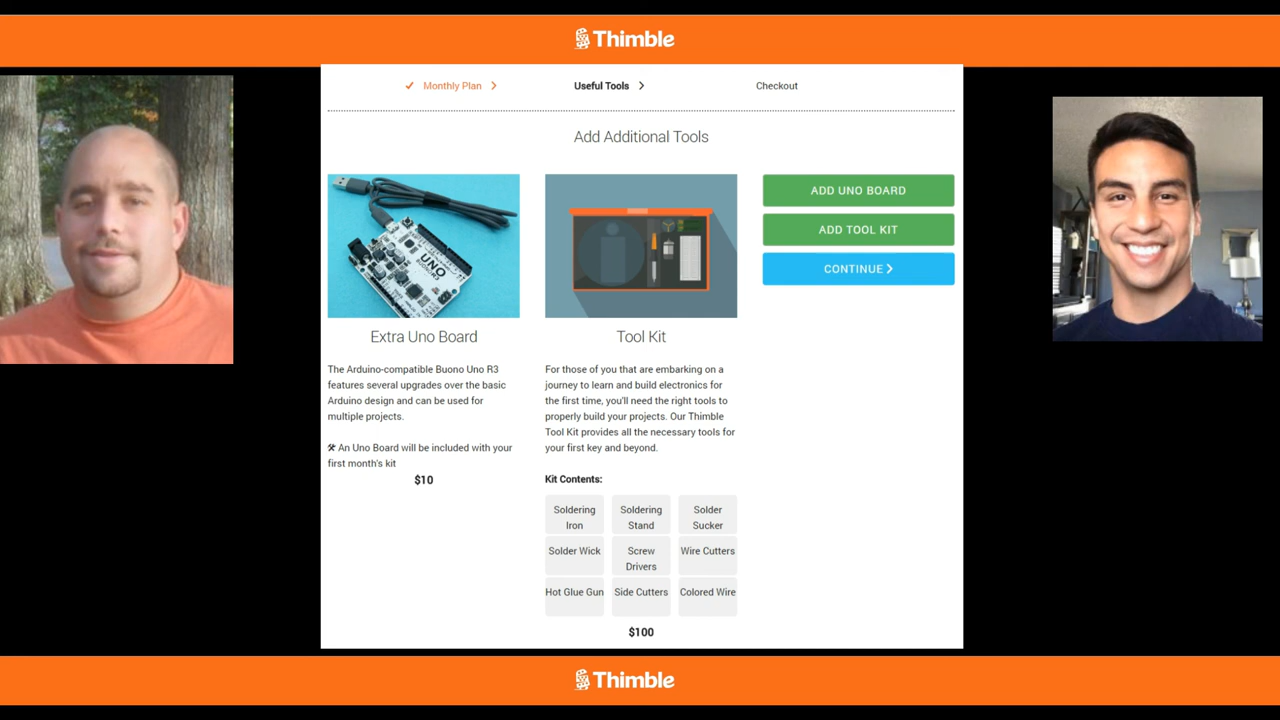 Thimble
Monthly Plan
Useful Tools
Checkout
Add Additional Tools
UNO
R3
Extra Uno Board
The Arduino-compatible Buono Uno R3
features several upgrades over the basic
Arduino design and can be used for
multiple projects.
An Uno Board will be included with your
first month's kit
$10
Tool Kit
For those of you that are embarking on a
journey to learn and build electronics for
the first time, you'll need the right tools to
properly build your projects. Our Thimble
Tool Kit provides all the necessary tools for
your first key and beyond.
Kit Contents:
Soldering
Iron
Soldering
Stand
Solder
Sucker
Solder Wick
Screw
Drivers
Wire Cutters
Hot Glue Gun
Side Cutters
Colored Wire
$100
ADD UNO BOARD
ADD TOOL KIT
CONTINUE
Thimble